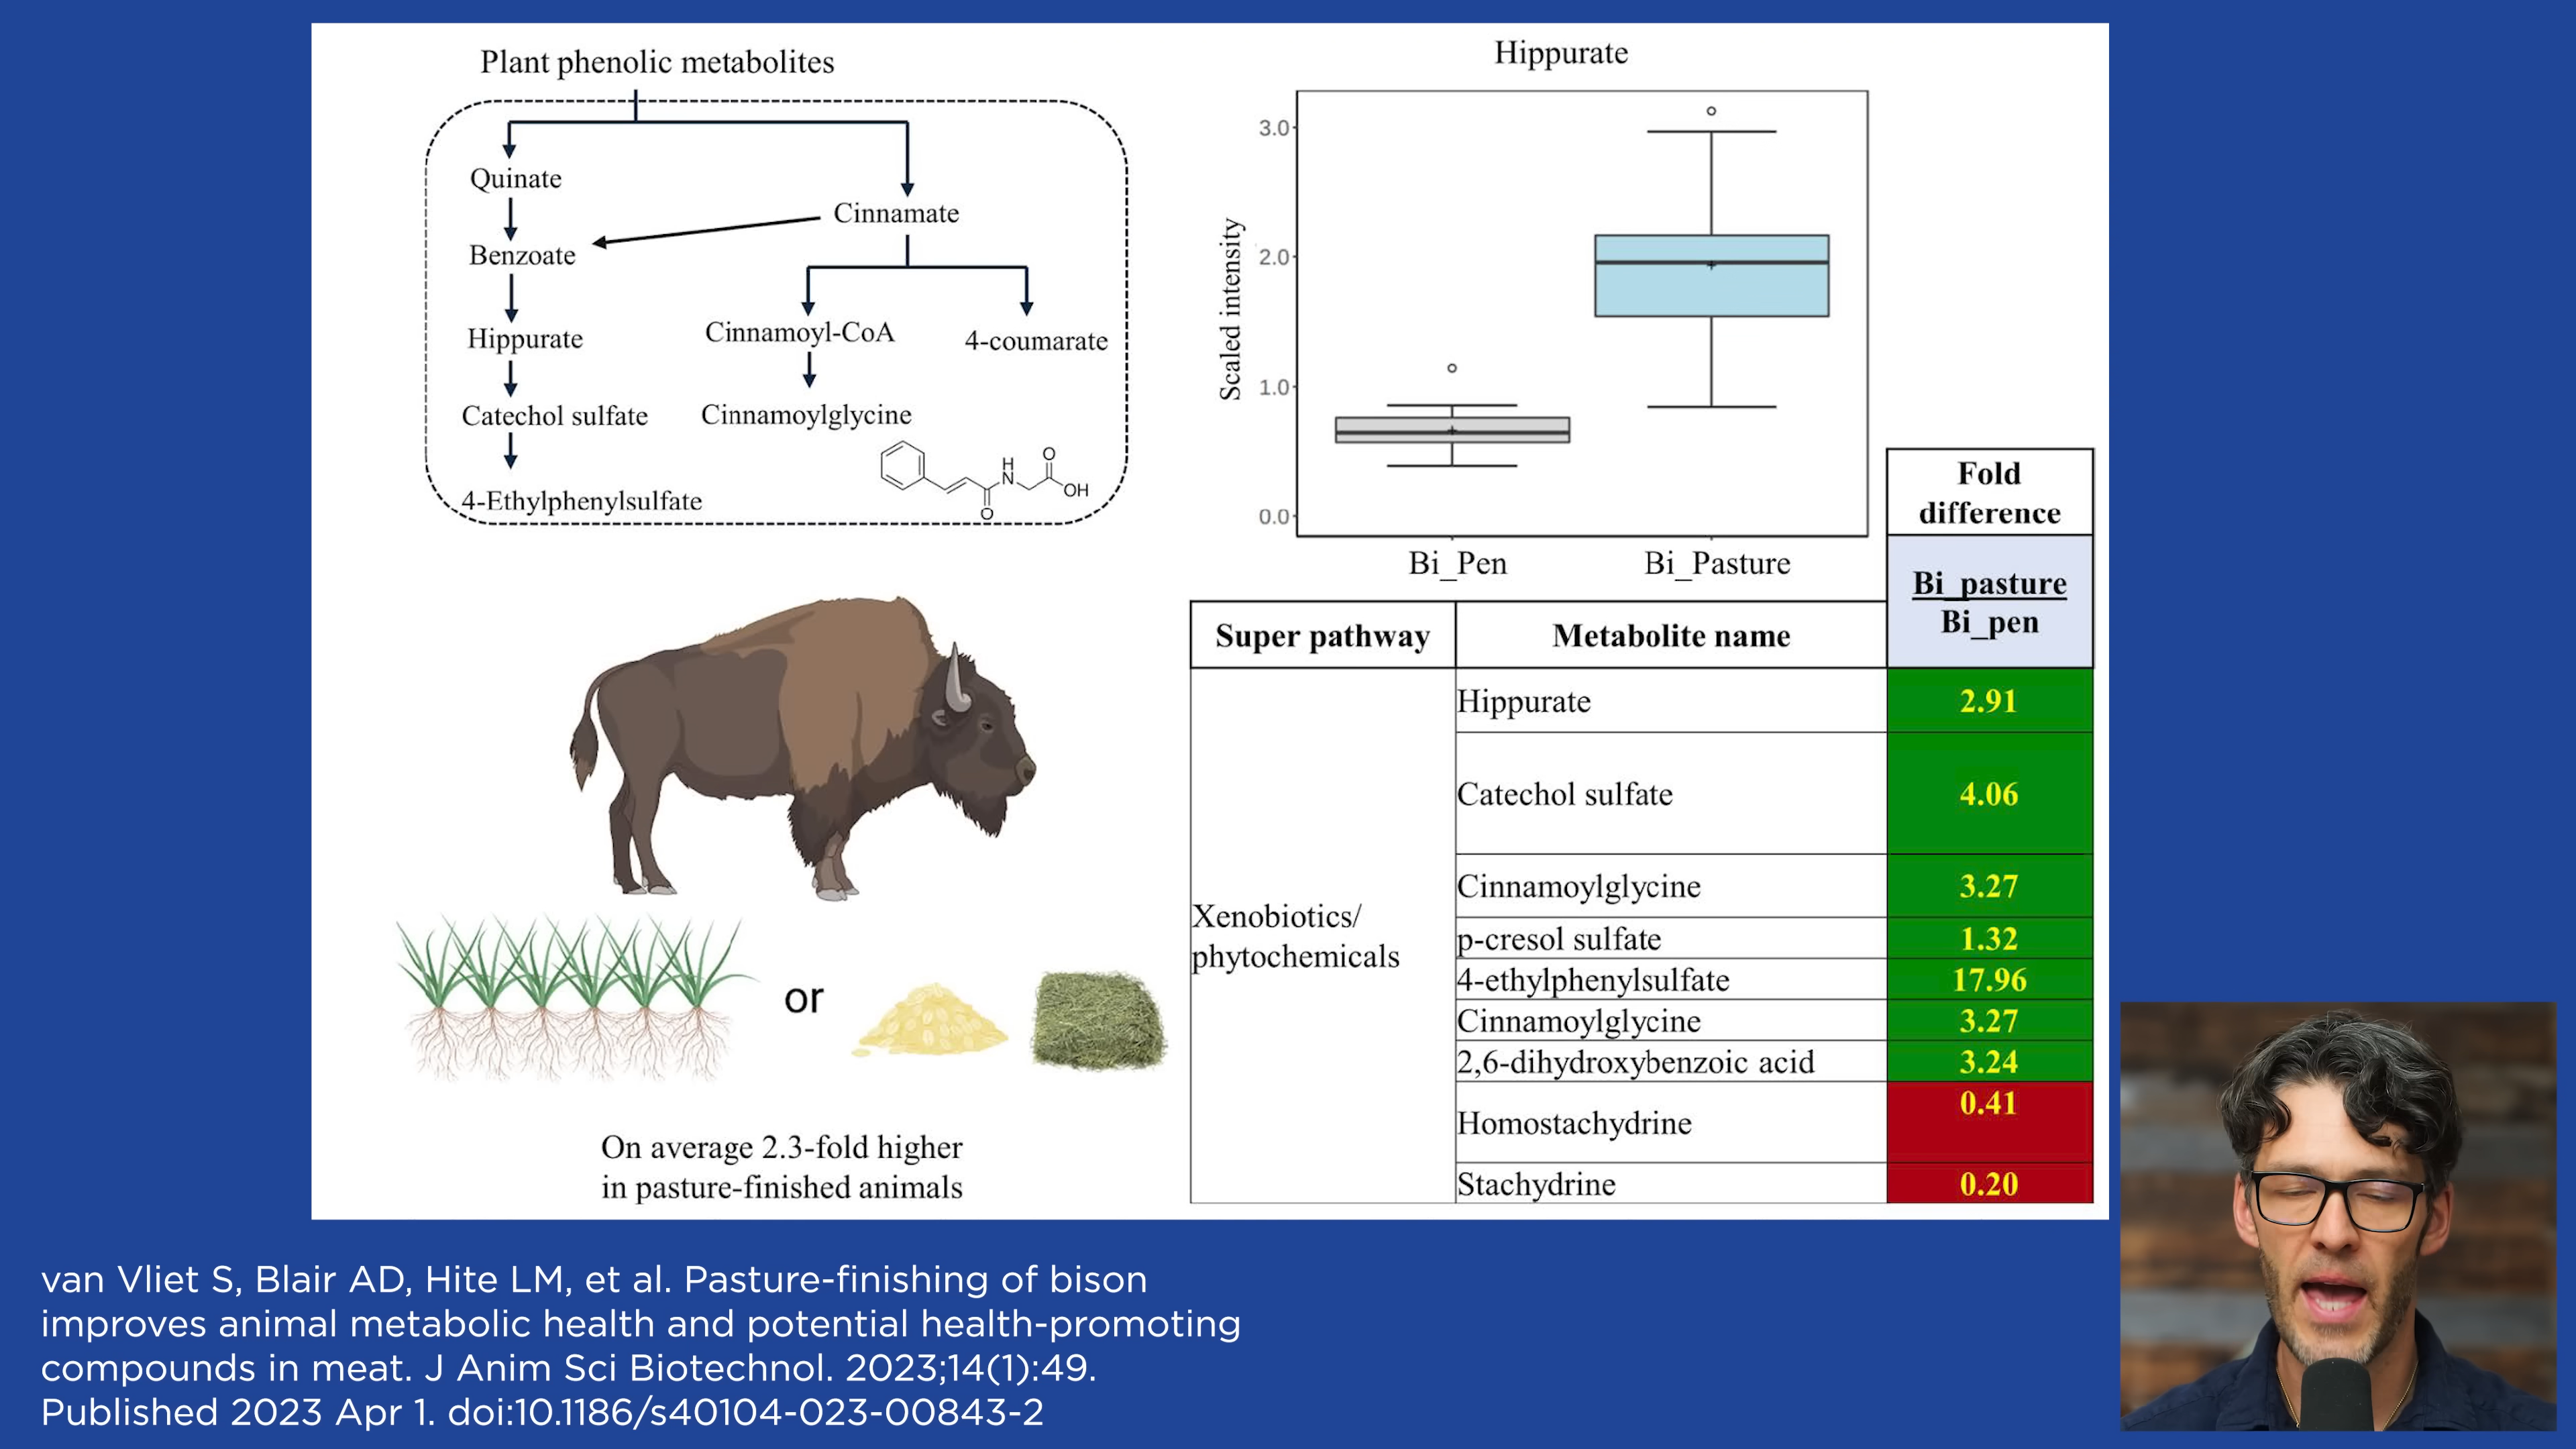 Plant phenolic metabolites
Quinate
Cinnamate
Benzoate
Hippurate
Cinnamoyl-CoA
4-coumarate
Catechol sulfate
Cinnamoylglycine
4-Ethylphenylsulfate
H
N
O
O
OH
Hippurate
Scaled intensity
3.0
2.0
1.0
0.0
Bi_Pen
Bi_Pasture
Fold
difference
Bi_pasture
Bi_pen
Super pathway
Metabolite name
Xenobiotics/
phytochemicals
Hippurate 2.91
Catechol sulfate 4.06
Cinnamoylglycine 3.27
p-cresol sulfate 1.32
4-ethylphenylsulfate 17.96
Cinnamoylglycine 3.27
2,6-dihydroxybenzoic acid 3.24
Homostachydrine 0.41
Stachydrine 0.20
or
On average 2.3-fold higher
in pasture-finished animals
van Vliet S, Blair AD, Hite LM, et al. Pasture-finishing of bison
improves animal metabolic health and potential health-promoting
compounds in meat. J Anim Sci Biotechnol. 2023;14(1):49.
Published 2023 Apr 1. doi:10.1186/s40104-023-00843-2